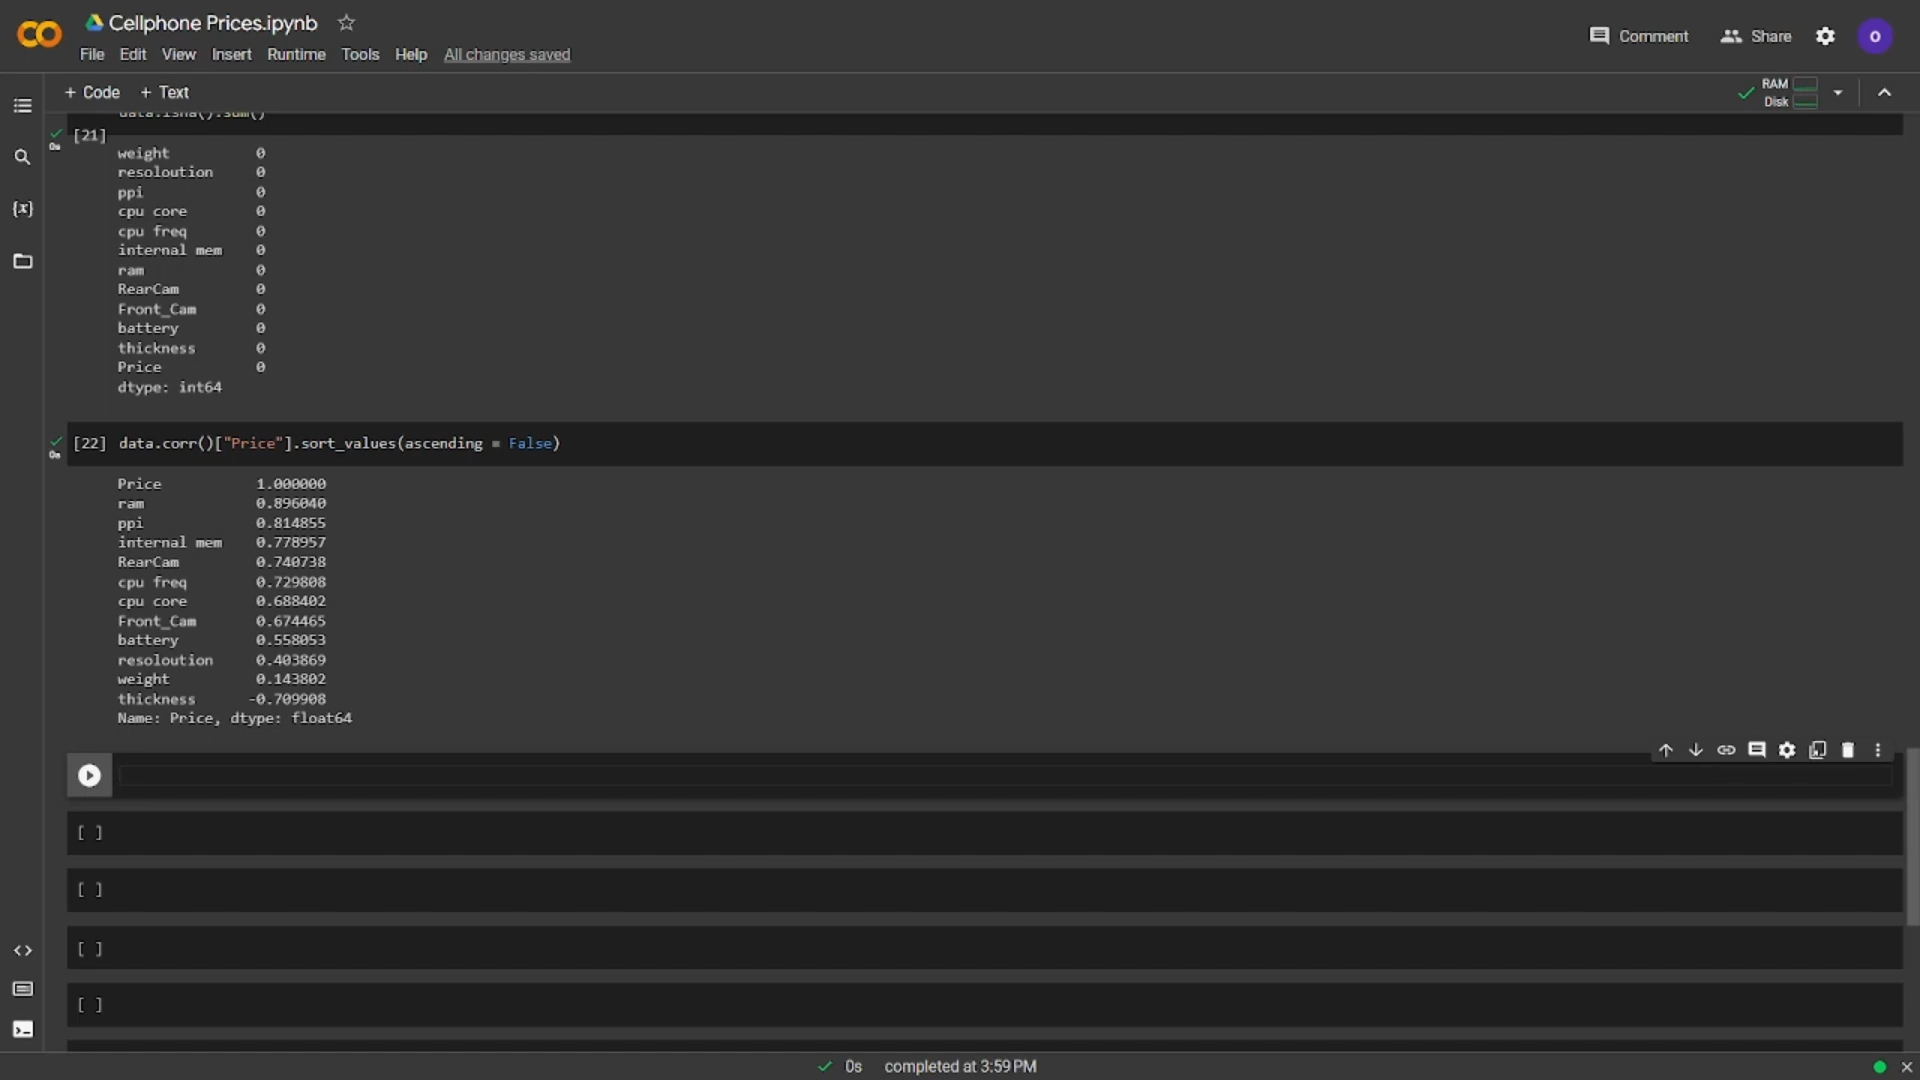 Cellphone Prices.ipynb
Comment
Share
O
File Edit View Insert Runtime Tools Help All changes saved
+ Code + Text
RAM
Disk
data.isna().sum()
[21]
0s
weight 0
resoloution 0
ppi 0
cpu core 0
cpu freq 0
internal mem 0
ram 0
RearCam 0
Front_Cam 0
battery 0
thickness 0
Price 0
dtype: int64
[22] data.corr()["Price"].sort_values(ascending = False)
0s
Price 1.000000
ram 0.896040
ppi 0.814855
internal mem 0.778957
RearCam 0.740738
cpu freq 0.729808
cpu core 0.688402
Front_Cam 0.674465
battery 0.558053
resoloution 0.403869
weight 0.143802
thickness -0.709908
Name: Price, dtype: float64
[ ]
[ ]
[ ]
[ ]
0s completed at 3:59 PM